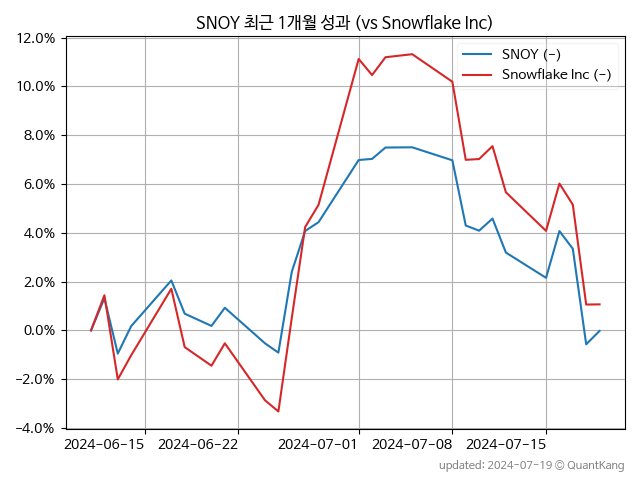 SNOY 최근 1개월 성과 (vs Snowflake Inc)
12.0%
10.0%
8.0%
6.0%
4.0%
2.0%
0.0%
−2.0%
−4.0%
SNOY (-)
Snowflake Inc (-)
2024-06-15 2024-06-22 2024-07-01 2024-07-08 2024-07-15
updated: 2024-07-19 © QuantKang